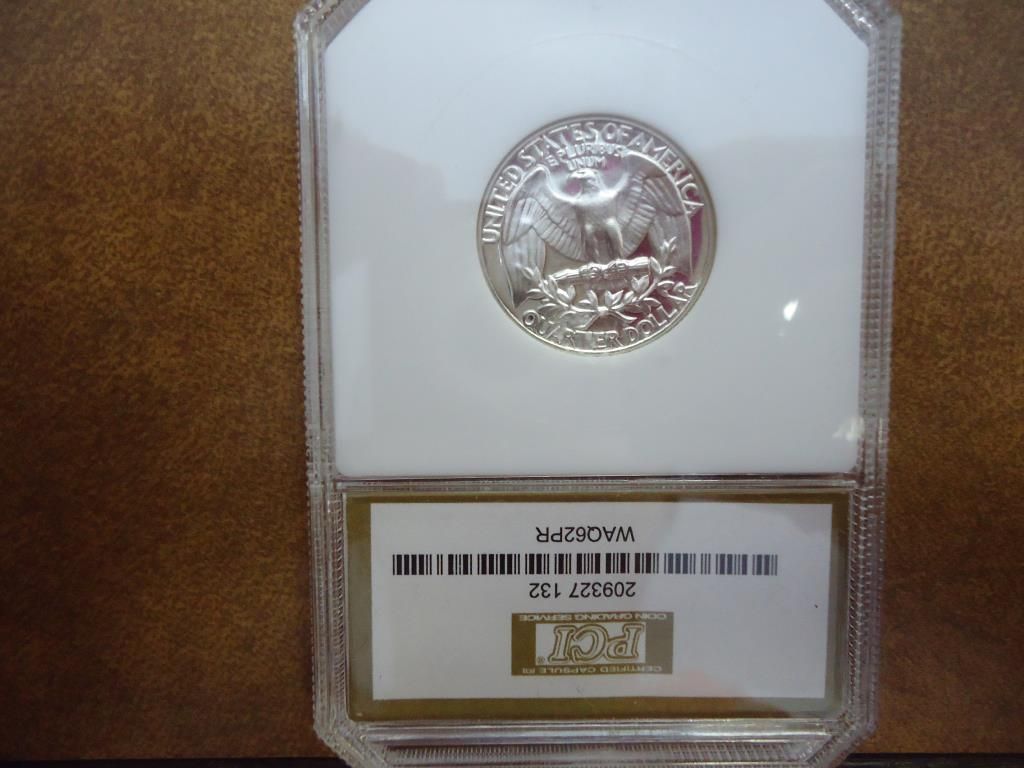 UNITED STATES OF AMERICA
E PLURIBUS
UNUM
QUARTER DOLLAR
CERTIFIED CAPSULE
PCI®
COIN GRADING SERVICE
209327 132
WAQ62PR